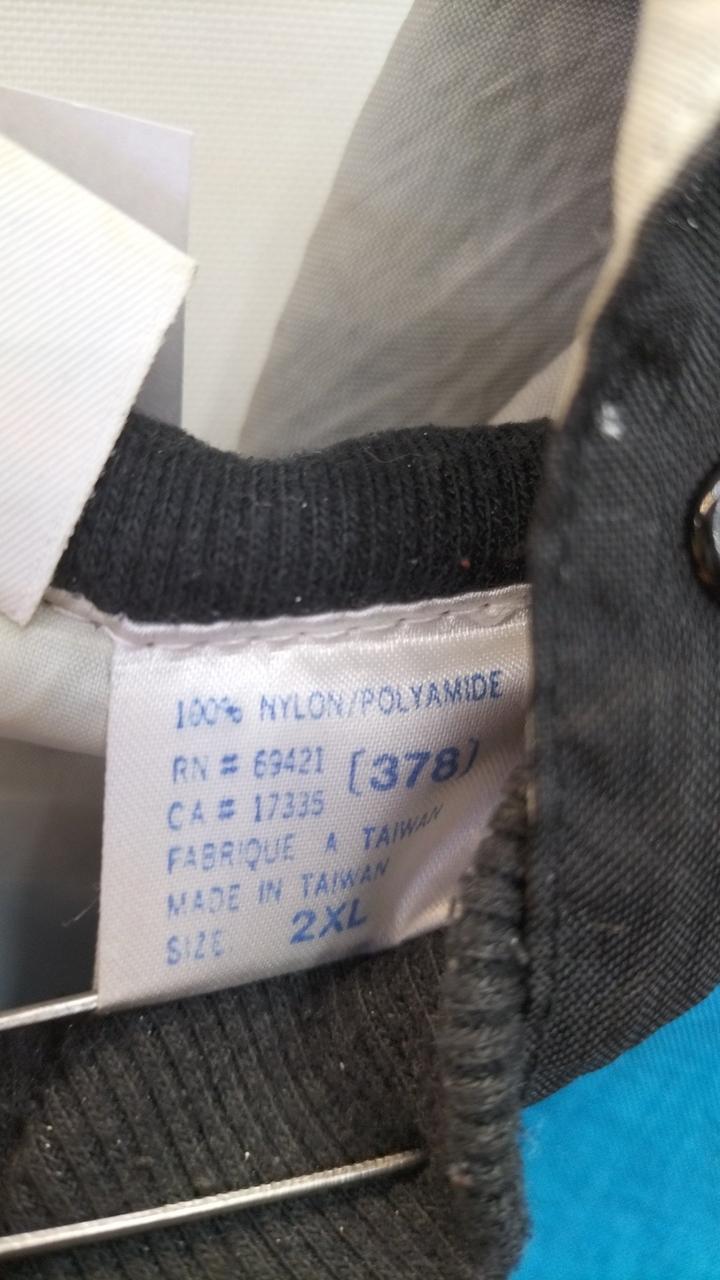 100% NYLON/POLYAMIDE
RN # 69421 [378)
CA # 17335
FABRIQUE A TAIWAN
MADE IN TAIWAN
SIZE 2XL